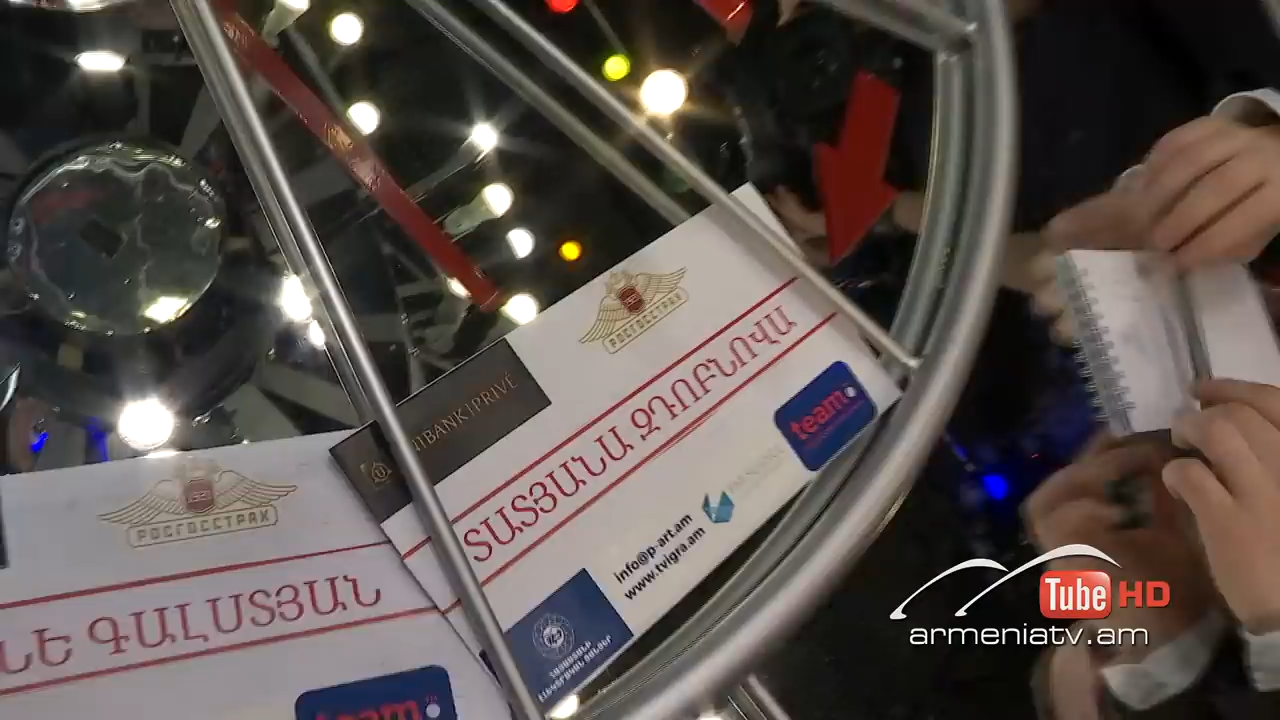 РОСГОССТРАХ
BANK|PRIVÉ
ՏԱՏՅԱՆԱ ԶԴՈԲՆՈՎԱ
team
info@p-art.am
www.tvigra.am
РОСГОССТРАХ
ՆԵ ԳԱԼՍՏՅԱՆ
team
Tube HD
armeniatv.am